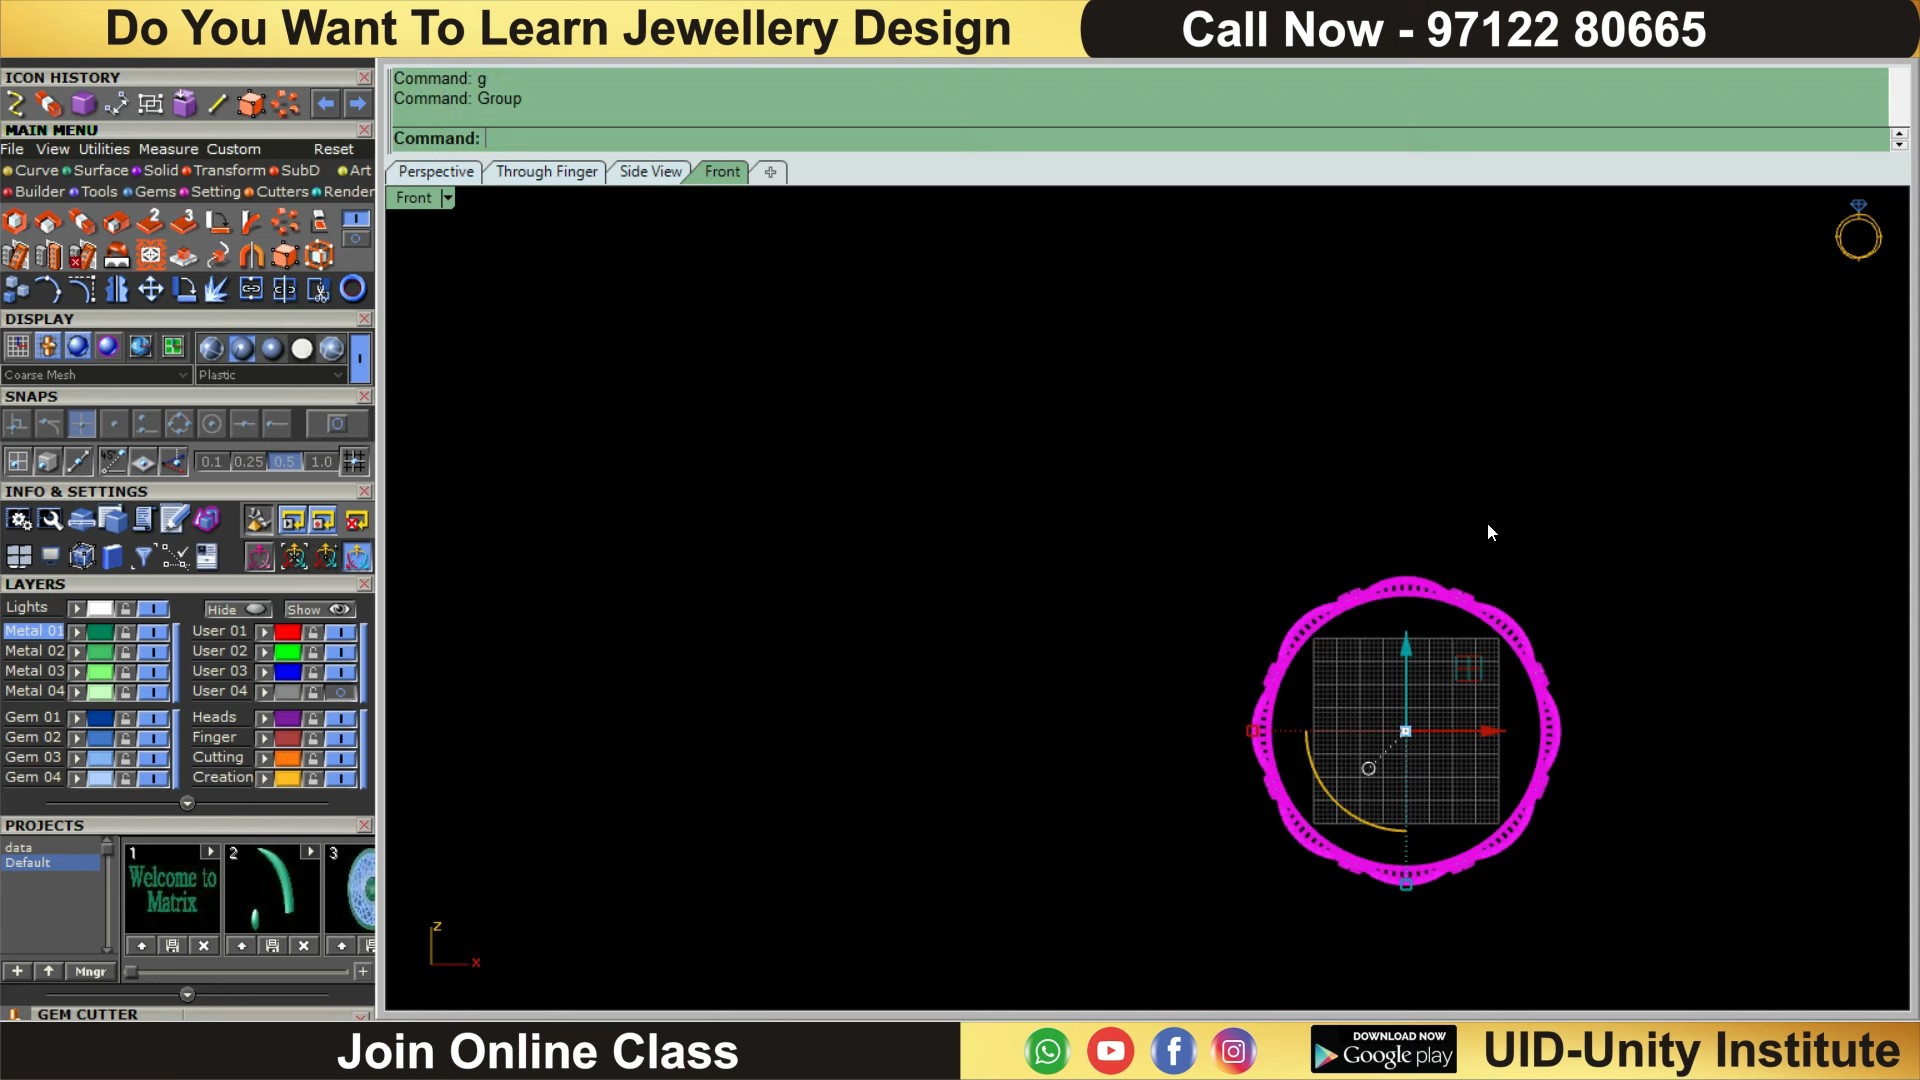 Do You Want To Learn Jewellery Design
Call Now - 97122 80665
ICON HISTORY
MAIN MENU
File View Utilities Measure Custom Reset
Curve Surface Solid Transform SubD Art
Builder Tools Gems Setting Cutters Render
2 3
DISPLAY
Coarse Mesh
Plastic
SNAPS
0.1 0.25 0.5 1.0
INFO & SETTINGS
LAYERS
Lights Hide Show
Metal 01 User 01
Metal 02 User 02
Metal 03 User 03
Metal 04 User 04
Gem 01 Heads
Gem 02 Finger
Gem 03 Cutting
Gem 04 Creation
PROJECTS
data
Default
1 2 3
Welcome to
Matrix
Mngr
GEM CUTTER
Command: g
Command: Group
Command:
Perspective Through Finger Side View Front
Front
z
x
Join Online Class
DOWNLOAD NOW
Google play
UID-Unity Institute